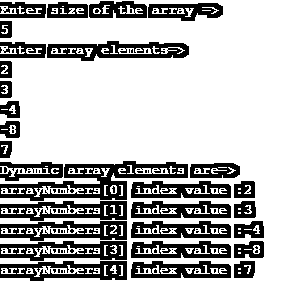 Enter size of the array =>
5
Enter array elements=>
2
3
-4
-8
7
Dynamic array elements are=>
arrayNumbers[0] index value :2
arrayNumbers[1] index value :3
arrayNumbers[2] index value :-4
arrayNumbers[3] index value :-8
arrayNumbers[4] index value :7